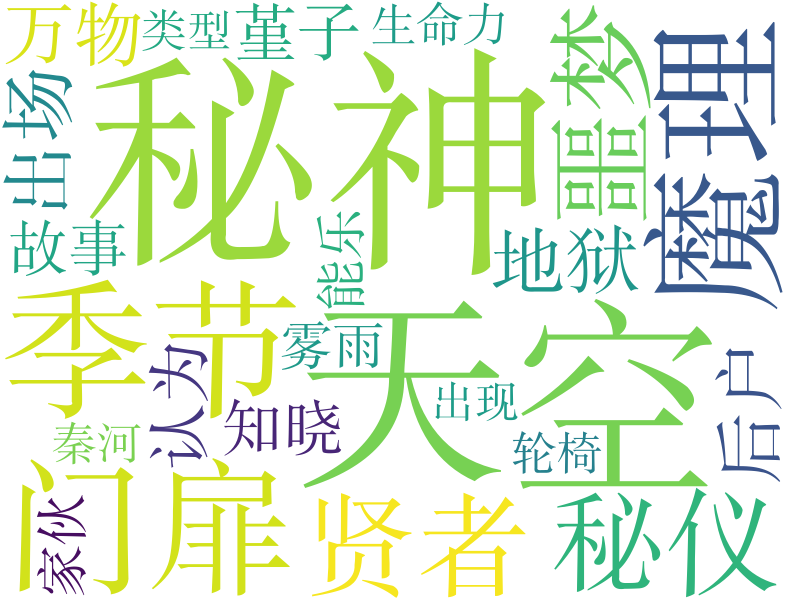 万物
类型
堇子
生命力
秘神
噩梦
魔理
出场
故事
能乐
地狱
季节
天空
雾雨
认为
知晓
出现
后户
秦河
轮椅
门扉
家伙
贤者
秘仪